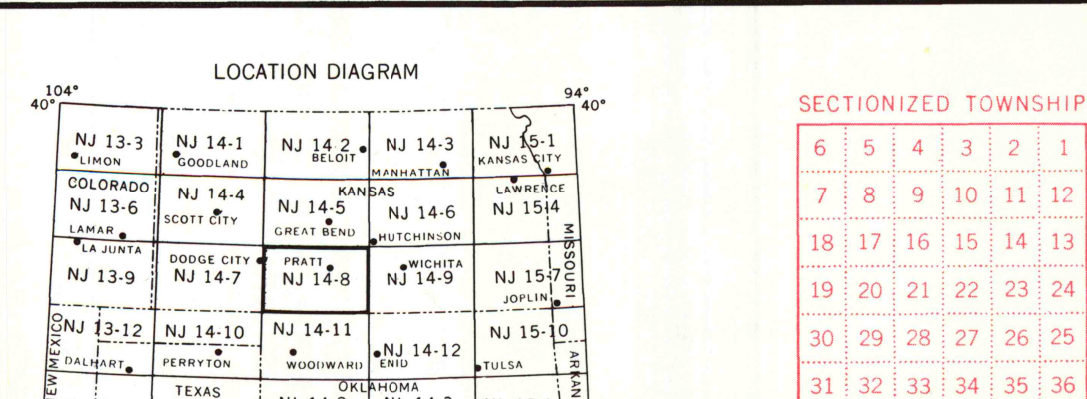 LOCATION DIAGRAM
104° 94°
40° 40°
NJ 13-3 NJ 14-1 NJ 14-2 NJ 14-3 NJ 15-1
LIMON GOODLAND BELOIT MANHATTAN KANSAS CITY
COLORADO KANSAS LAWRENCE
NJ 13-6 NJ 14-4 NJ 14-5 NJ 14-6 NJ 15-4
LAMAR SCOTT CITY GREAT BEND HUTCHINSON MISSOURI
LA JUNTA DODGE CITY PRATT WICHITA
NJ 13-9 NJ 14-7 NJ 14-8 NJ 14-9 NJ 15-7
JOPLIN
NJ 13-12 NJ 14-10 NJ 14-11 NJ 14-12 NJ 15-10
DALHART PERRYTON WOODWARD ENID TULSA
TEXAS OKLAHOMA
SECTIONIZED TOWNSHIP
6 5 4 3 2 1
7 8 9 10 11 12
18 17 16 15 14 13
19 20 21 22 23 24
30 29 28 27 26 25
31 32 33 34 35 36